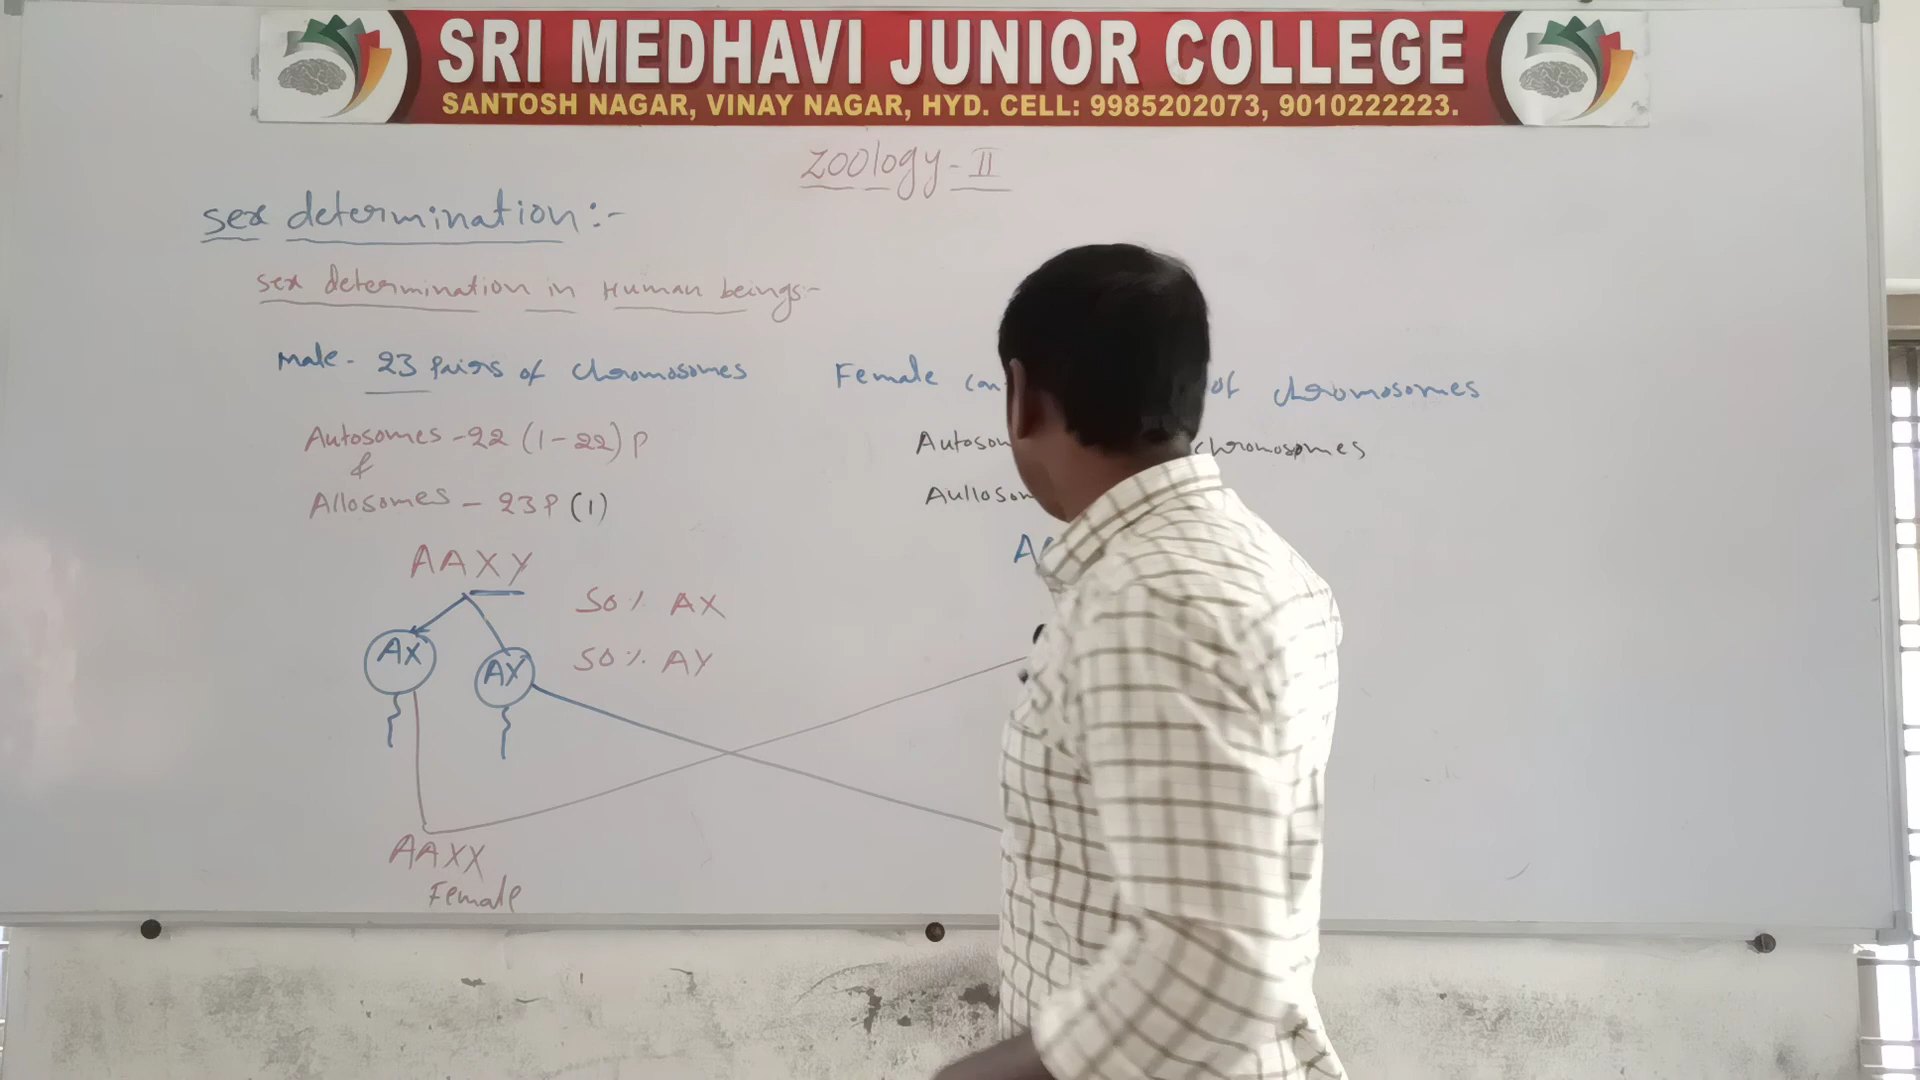 SRI MEDHAVI JUNIOR COLLEGE
SANTOSH NAGAR, VINAY NAGAR, HYD. CELL: 9985202073, 9010222223.
Zoology - II
sex determination :-
sex determination in Human beings:-
Male - 23 Pairs of chromosomes
Autosomes - 22 (1-22) P
&
Allosomes - 23 P (1)
AAXY
50% AX
50% AY
AX
AY
AAXX
Female
Female con of chromosomes
Autosom chromosomes
Aullosom